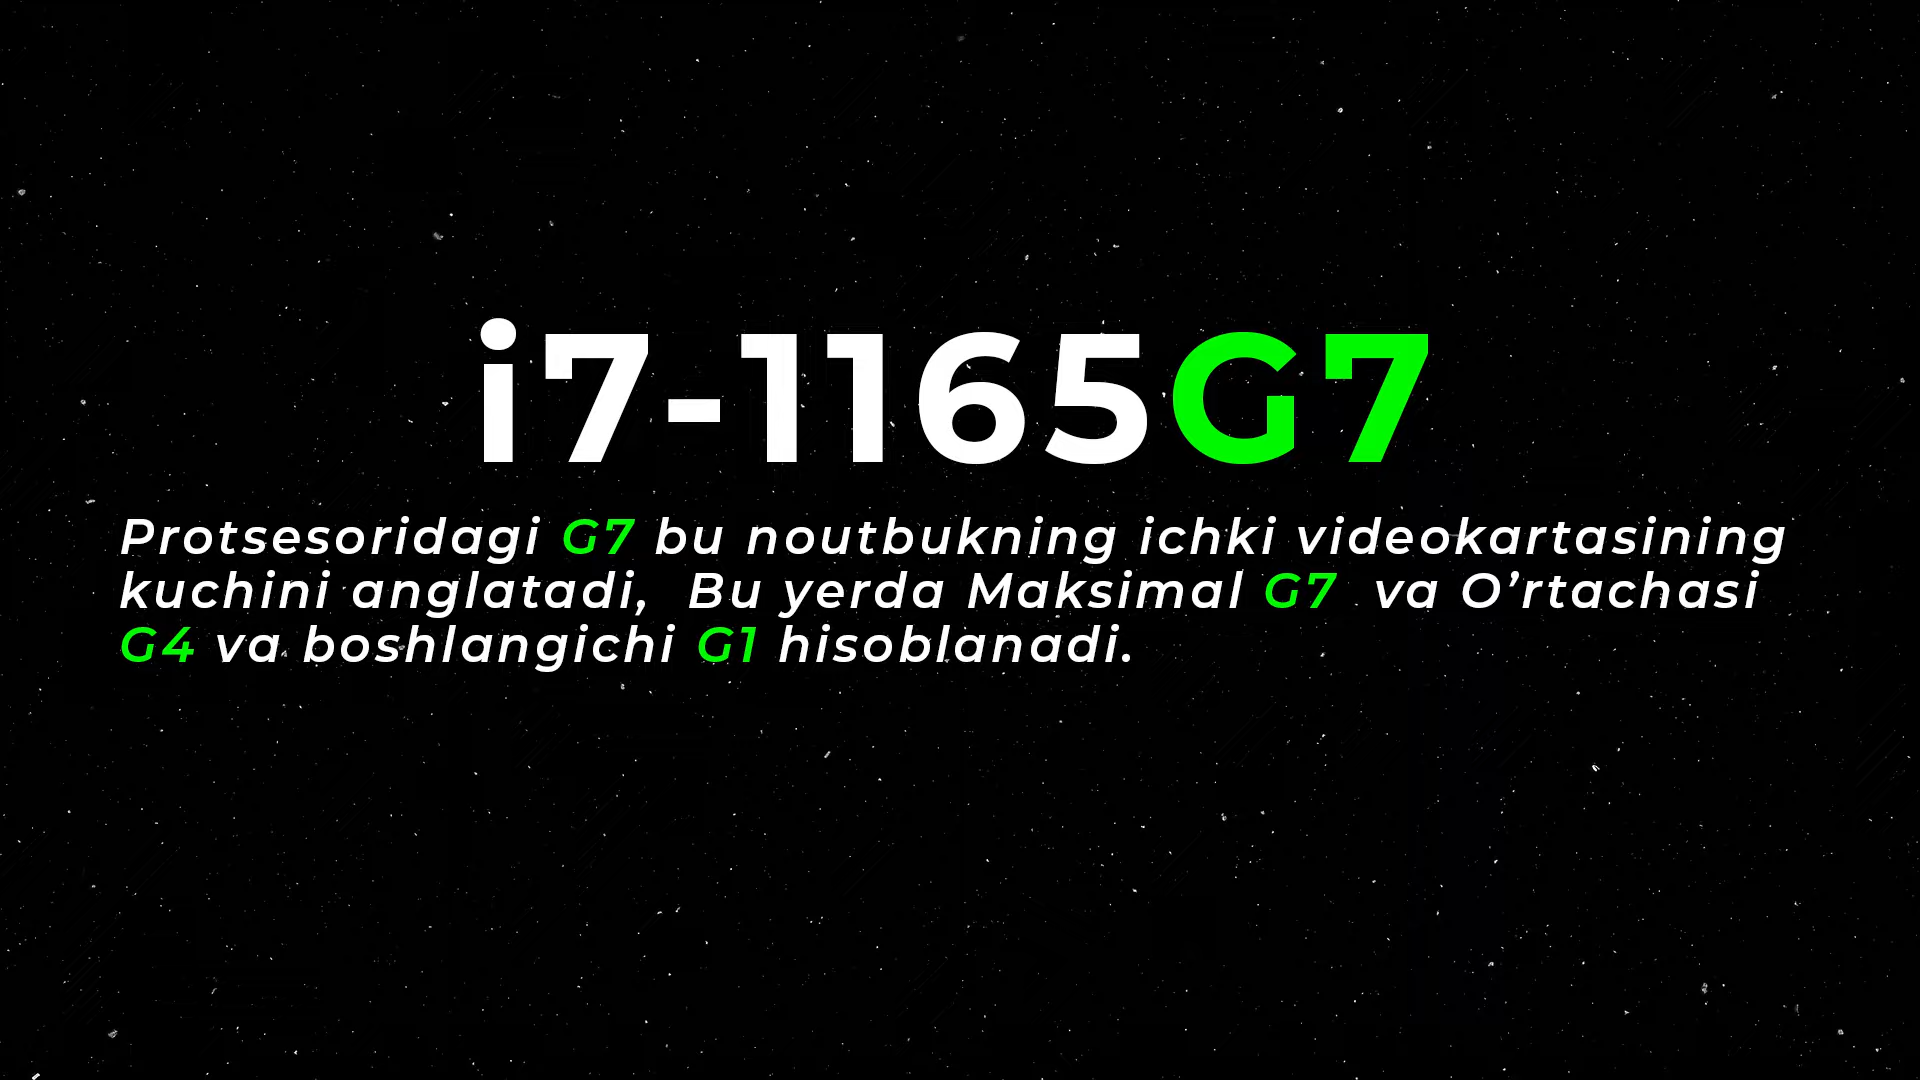 i7-1165G7
Protsesoridagi G7 bu noutbukning ichki videokartasining
kuchini anglatadi,  Bu yerda Maksimal G7  va O’rtachasi
G4 va boshlangichi G1 hisoblanadi.